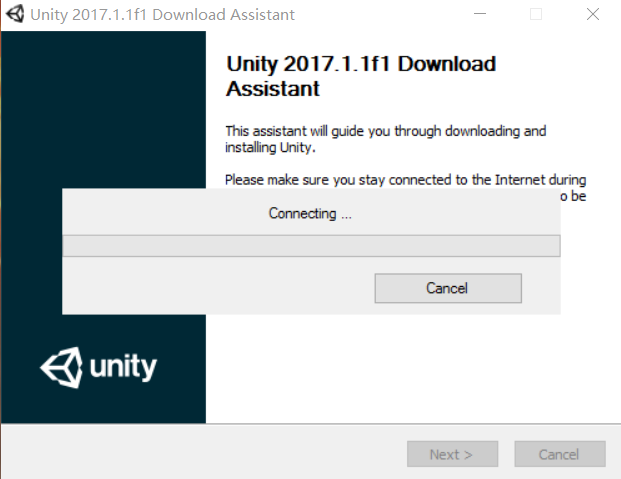 Unity 2017.1.1f1 Download Assistant
Unity 2017.1.1f1 Download
Assistant
This assistant will guide you through downloading and
installing Unity.
Please make sure you stay connected to the Internet during
o be
Connecting ...
Cancel
unity
Next >
Cancel